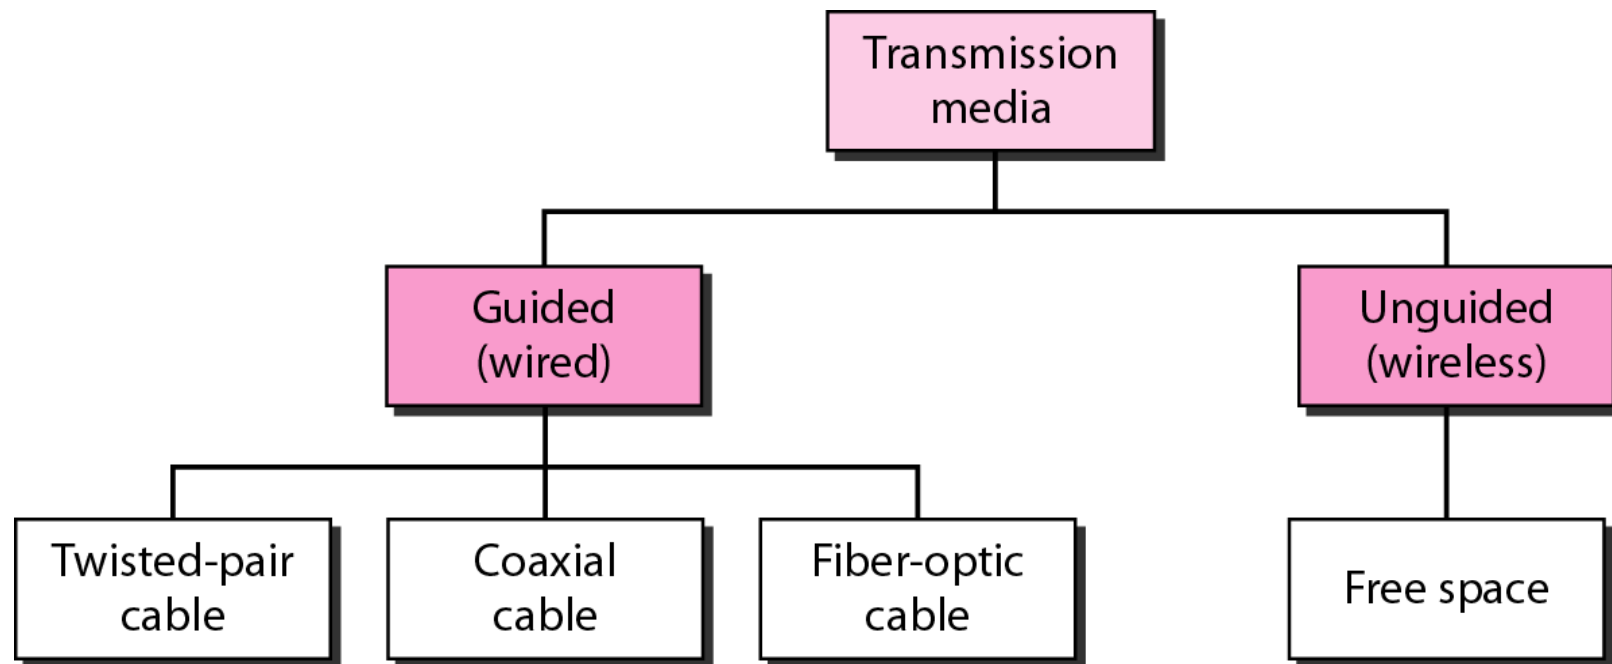 Transmission
media
Guided
(wired)
Unguided
(wireless)
Twisted-pair
cable
Coaxial
cable
Fiber-optic
cable
Free space